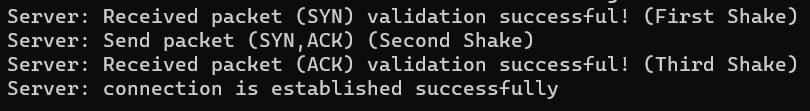 Server: Received packet (SYN) validation successful! (First Shake)
Server: Send packet (SYN,ACK) (Second Shake)
Server: Received packet (ACK) validation successful! (Third Shake)
Server: connection is established successfully